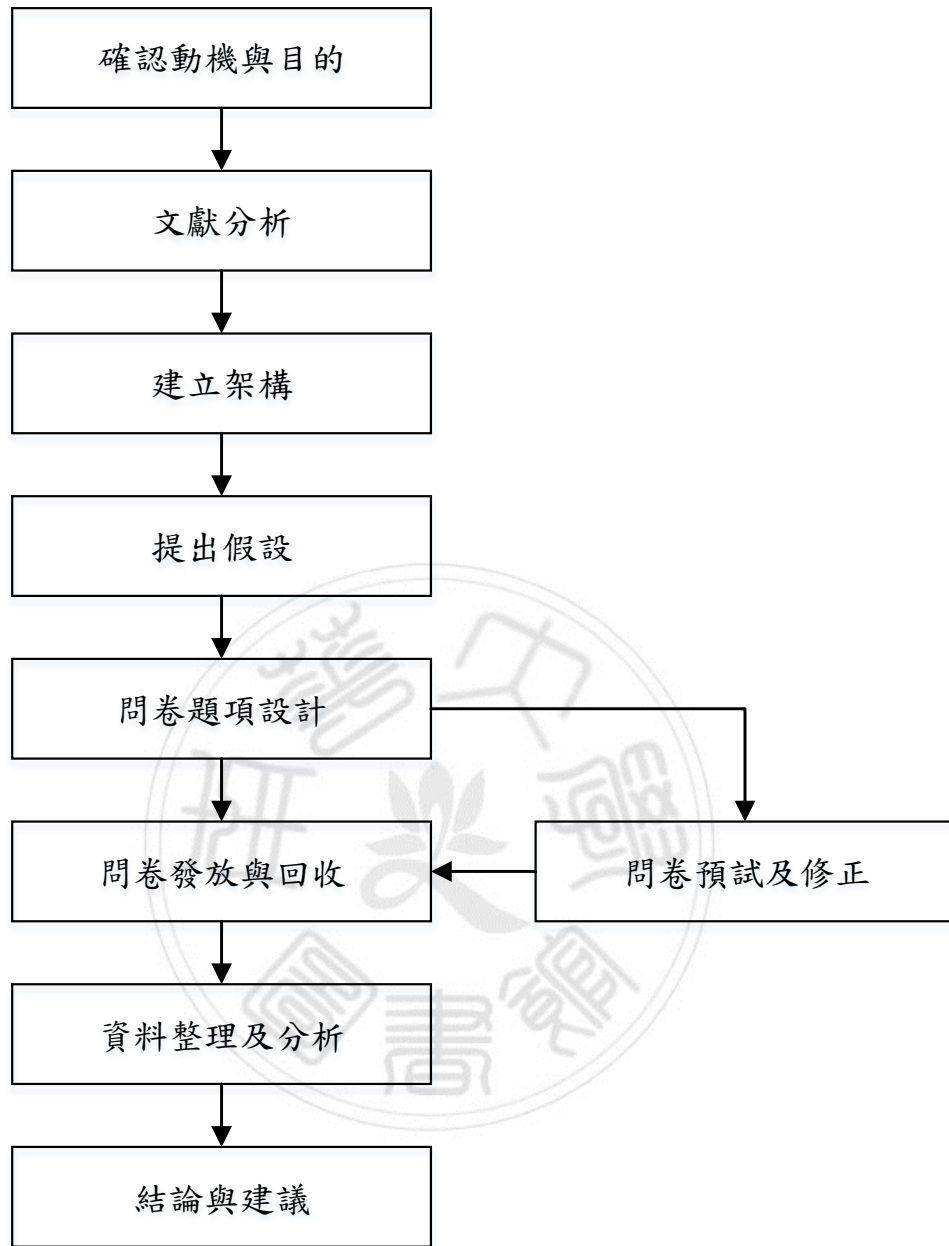 確認動機與目的
文獻分析
建立架構
提出假設
問卷題項設計
問卷發放與回收
問卷預試及修正
資料整理及分析
結論與建議